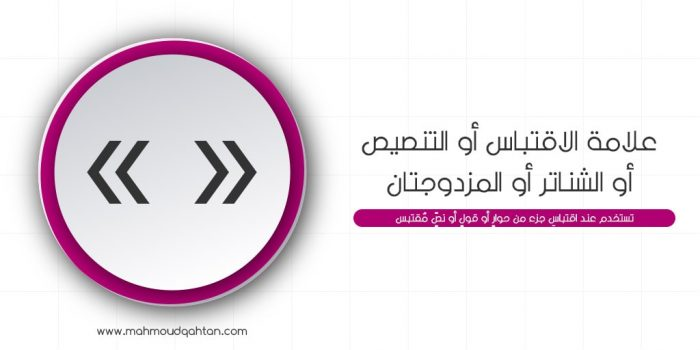 « »
علامة الاقتباس أو التنصيص
أو الشناتر أو المزدوجتان
تستخدم عند اقتباسِ جزء من حوارٍ أو قولٍ أو نصٍّ مُقتبس
www.mahmoudqahtan.com